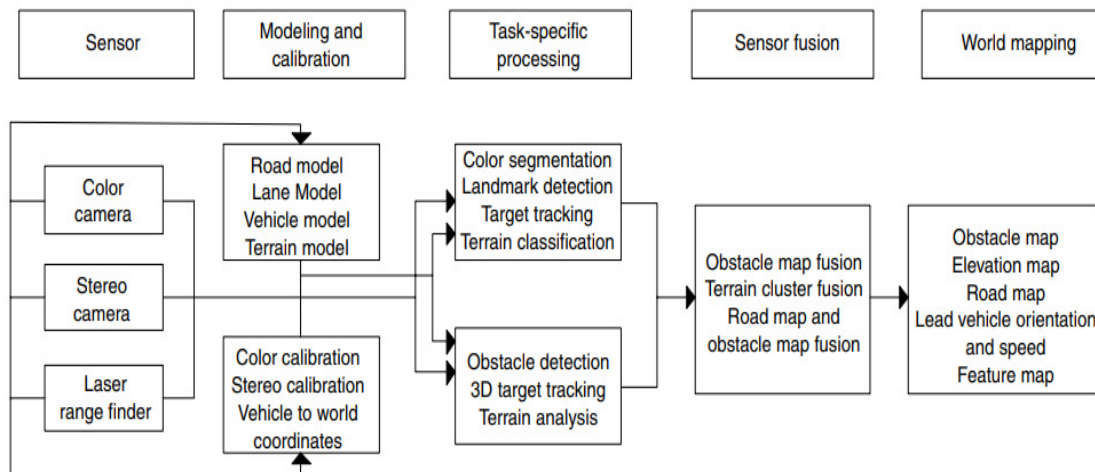 Sensor
Modeling and
calibration
Task-specific
processing
Sensor fusion
World mapping
Color
camera
Stereo
camera
Laser
range finder
Road model
Lane Model
Vehicle model
Terrain model
Color calibration
Stereo calibration
Vehicle to world
coordinates
Color segmentation
Landmark detection
Target tracking
Terrain classification
Obstacle detection
3D target tracking
Terrain analysis
Obstacle map fusion
Terrain cluster fusion
Road map and
obstacle map fusion
Obstacle map
Elevation map
Road map
Lead vehicle orientation
and speed
Feature map